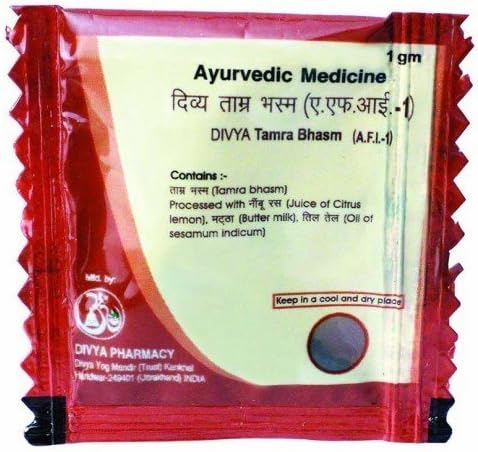 1 gm
Ayurvedic Medicine
दिव्य ताम्र भस्म (ए.एफ.आई.-1)
DIVYA Tamra Bhasm (A.F.I.-1)
Contains :-
ताम्र भस्म (Tamra bhasm)
Processed with नींबू रस (Juice of Citrus
lemon), मट्ठा (Butter milk), तिल तेल (Oil of
sesamum indicum)
Keep in a cool and dry place
Mfd. by:
DIVYA PHARMACY
Divya Yog Mandir (Trust) Kankhal
Haridwar-249401 (Uttarakhand) INDIA